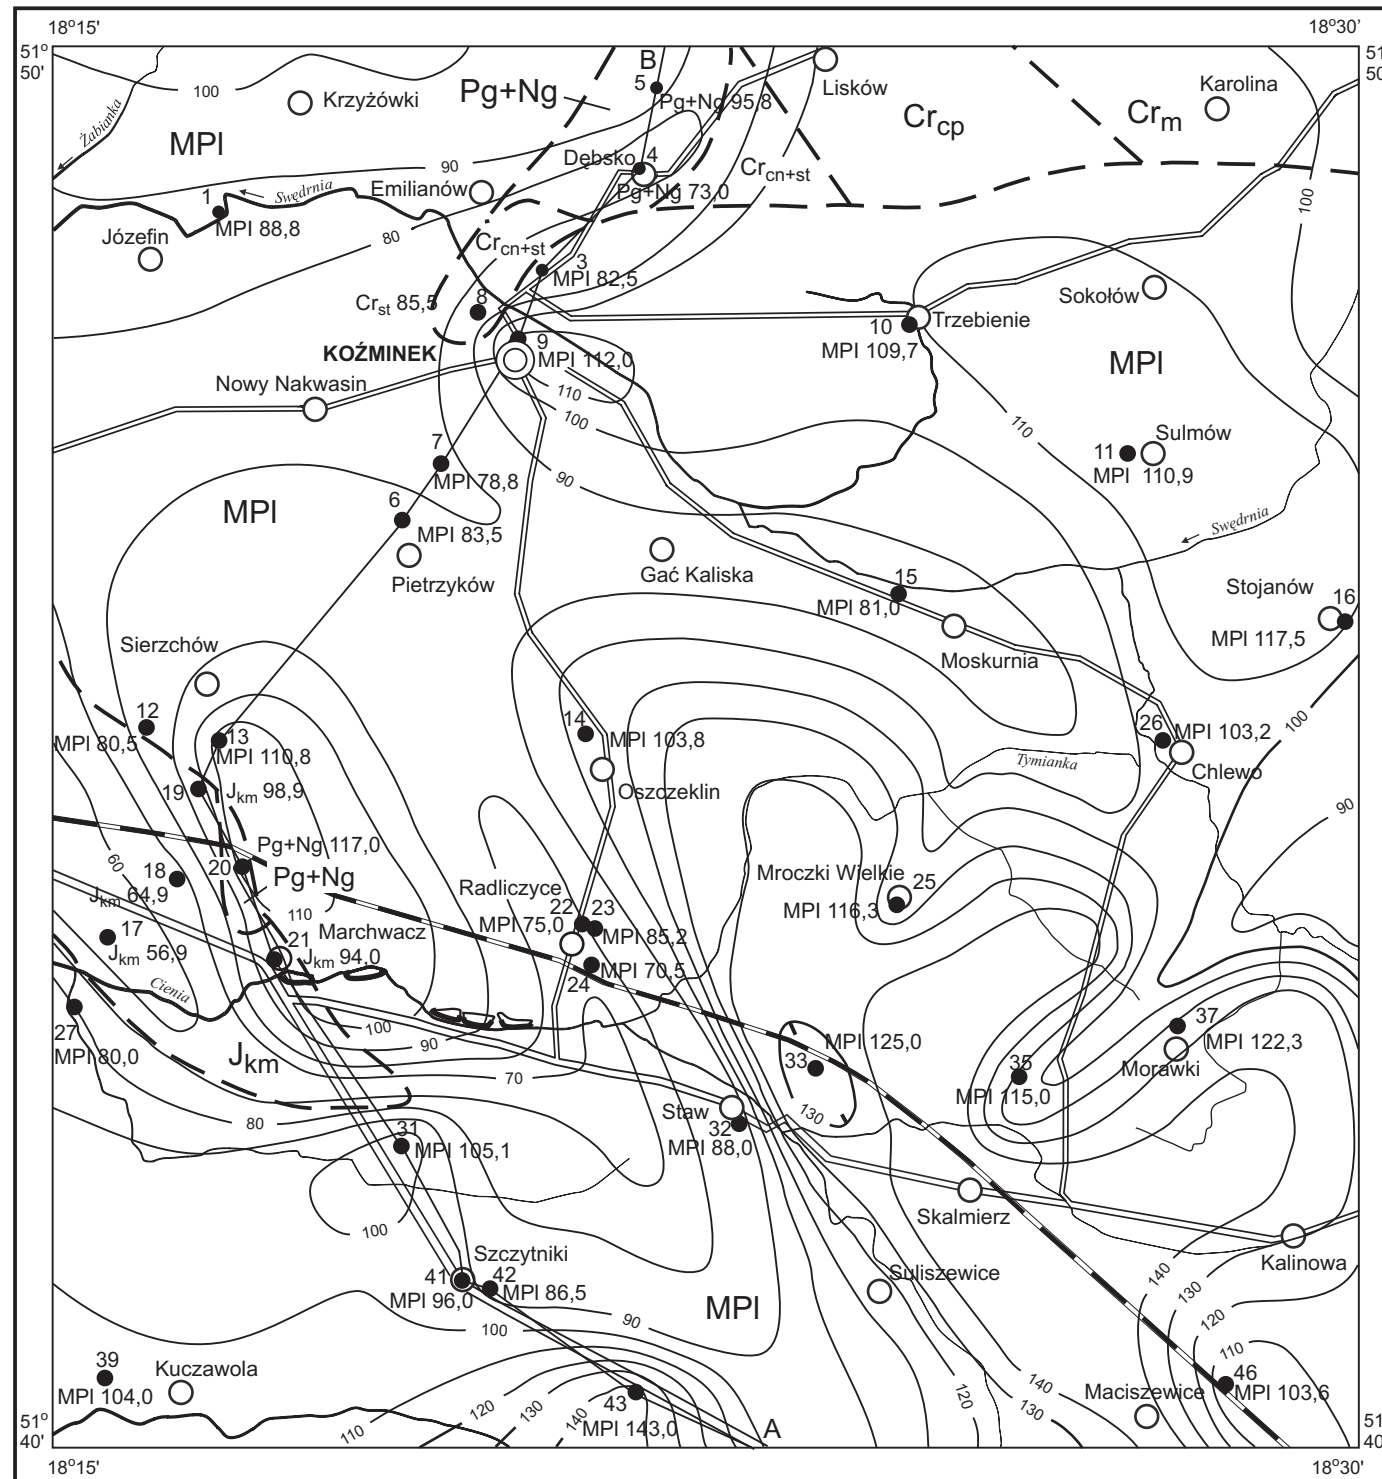 18°15'
18°30'
51°
50'
51
50
B
5
Pg+Ng
Pg+Ng 95,8
Lisków
Karolina
100
Krzyżówki
Cr cp
Cr m
Żabianka
MPl
90
Dębsko
4
Cr cn+st
Pg+Ng 73,0
Emilianów
Swędrnia
1
MPl 88,8
100
Józefin
80
Cr cn+st
3
MPl 82,5
Cr st 85,5
8
Sokołów
10
Trzebienie
MPl 109,7
KOŹMINEK
9
MPl 112,0
MPl
Nowy Nakwasin
110
100
110
7
MPl 78,8
90
11
Sulmów
MPl 110,9
MPl
6
MPl 83,5
Swędrnia
Pietrzyków
Gać Kaliska
15
MPl 81,0
Stojanów
16
MPl 117,5
Sierzchów
Moskurnia
12
MPl 80,5
13
MPl 110,8
14
MPl 103,8
26
MPl 103,2
100
Tymianka
Chlewo
19
J km 98,9
Oszczeklin
90
60
20
Pg+Ng 117,0
18
J km 64,9
Pg+Ng
Mroczki Wielkie
25
MPl 116,3
Radliczyce
110
22
23
MPl 75,0
MPl 85,2
Marchwacz
17
J km 56,9
21
J km 94,0
MPl 70,5
24
Cienia
27
MPl 80,0
100
90
J km
70
MPl 125,0
33
37
MPl 122,3
Morawki
35
MPl 115,0
80
Staw
130
32
MPl 88,0
31
MPl 105,1
Skalmierz
100
Szczytniki
41
42
MPl 96,0
MPl 86,5
Kalinowa
Suliszewice
140
130
120
110
MPl
100
90
39
MPl 104,0
Kuczawola
46
MPl 103,6
Maciszewice
43
MPl 143,0
110
120
130
140
A
120
130
140
51°
40'
51
40
18°15'
18°30'